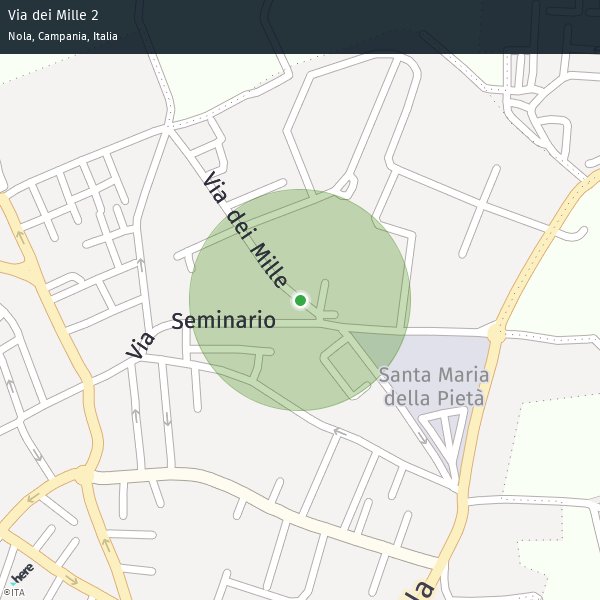 Via dei Mille 2
Nola, Campania, Italia
Via dei Mille
Via Seminario
Santa Maria
della Pietà
la
here
©ITA